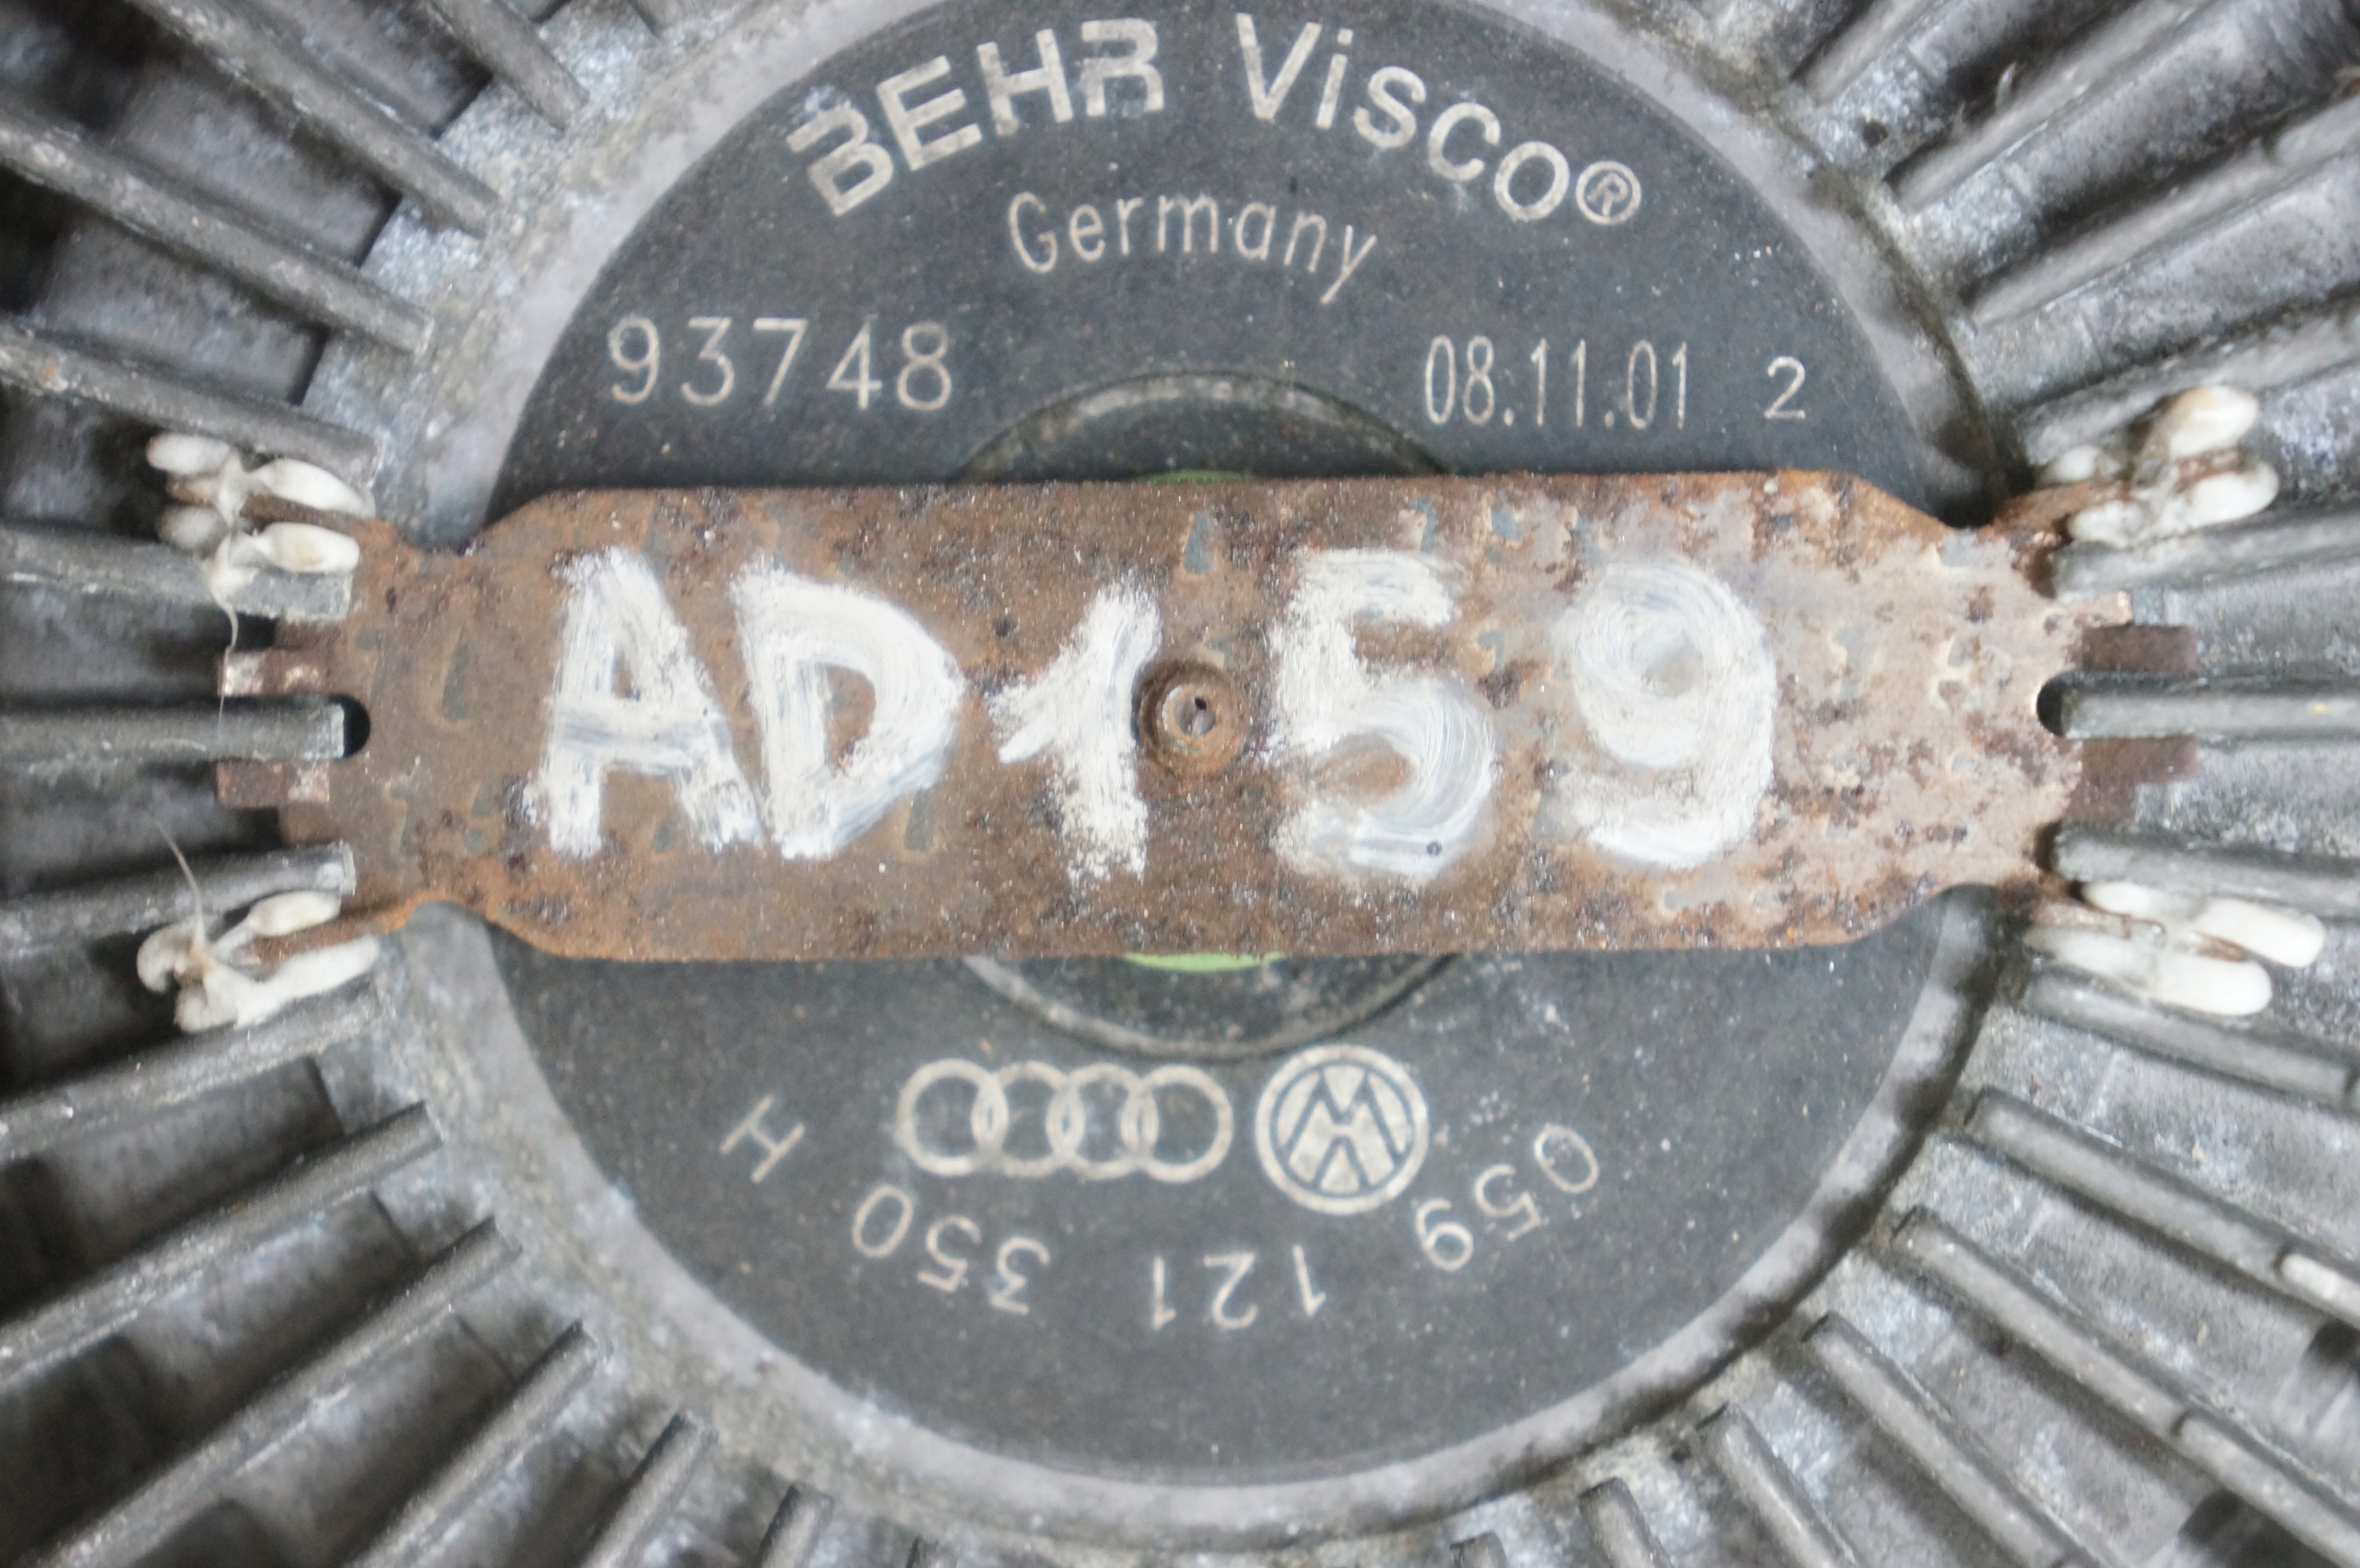 BEHR Visco®
Germany
93748 08.11.01 2
AD159
059 121 350 H